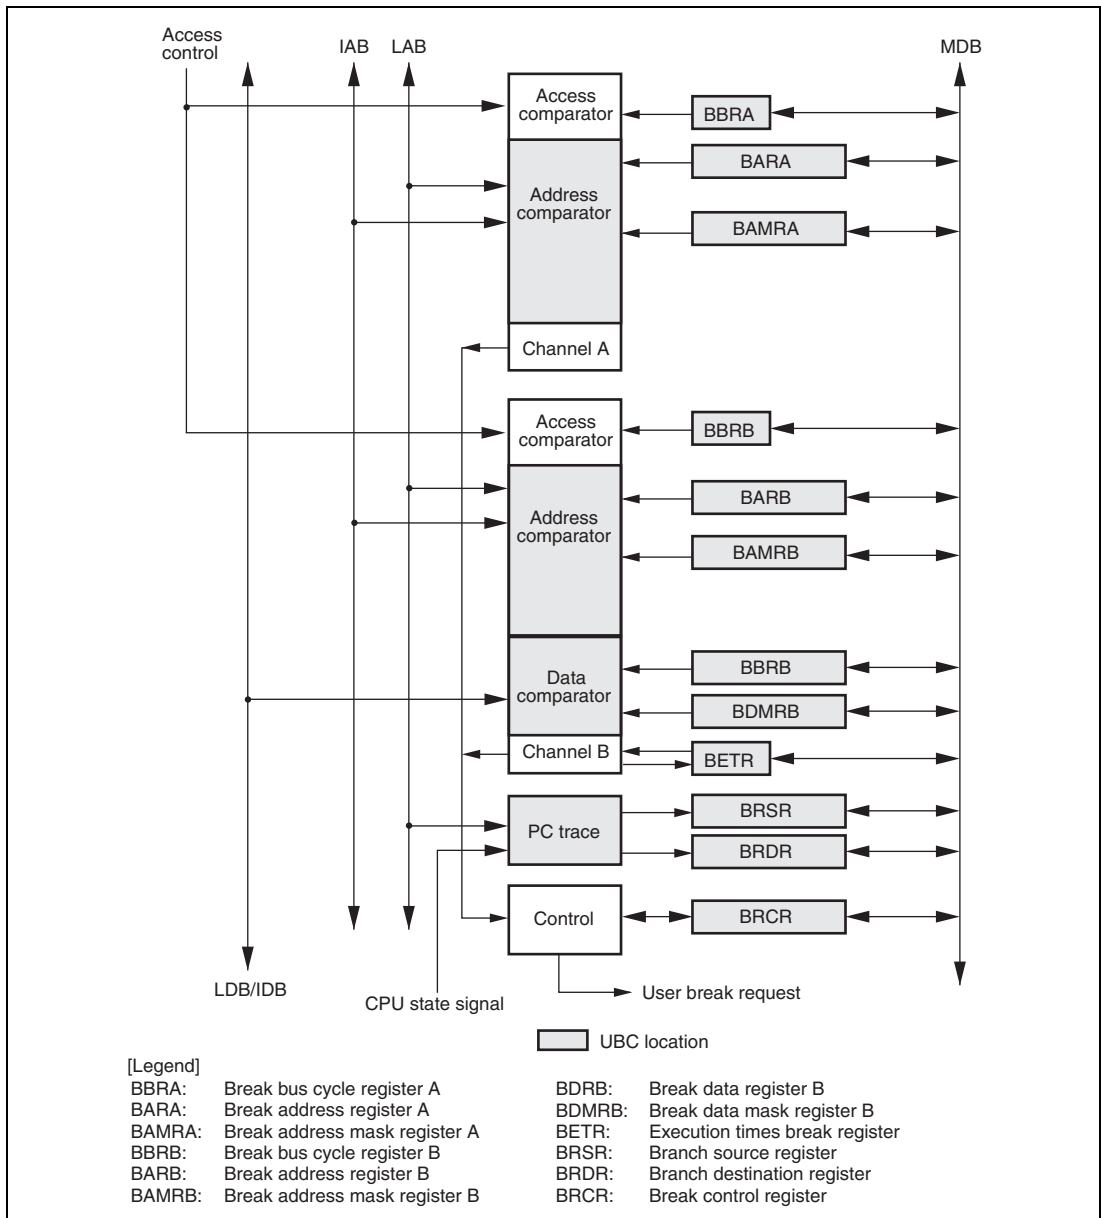 Access
control
IAB
LAB
MDB
Access
comparator
BBRA
BARA
Address
comparator
BAMRA
Channel A
Access
comparator
BBRB
BARB
Address
comparator
BAMRB
BBRB
Data
comparator
BDMRB
Channel B
BETR
BRSR
PC trace
BRDR
Control
BRCR
LDB/IDB
CPU state signal
User break request
UBC location
[Legend]
BBRA: Break bus cycle register A
BARA: Break address register A
BAMRA: Break address mask register A
BBRB: Break bus cycle register B
BARB: Break address register B
BAMRB: Break address mask register B
BDRB: Break data register B
BDMRB: Break data mask register B
BETR: Execution times break register
BRSR: Branch source register
BRDR: Branch destination register
BRCR: Break control register